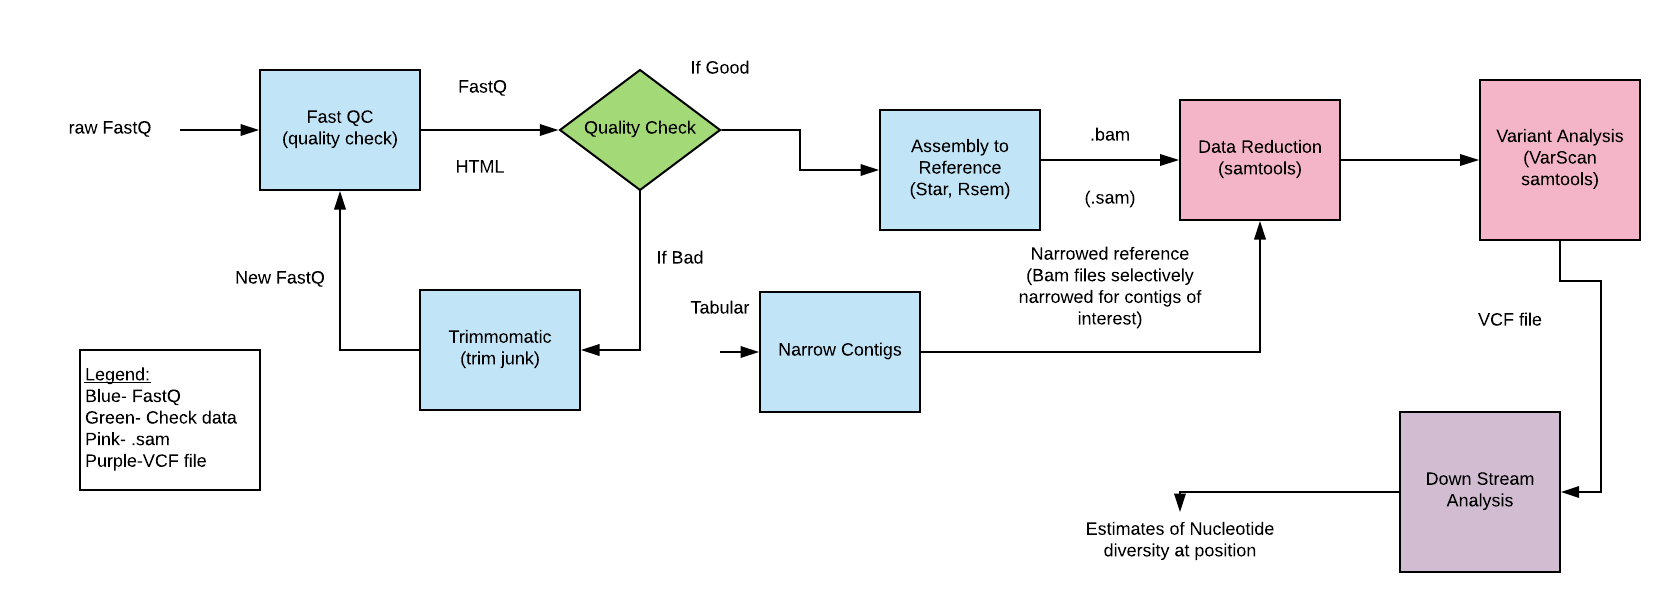 raw FastQ
Fast QC
(quality check)
FastQ
HTML
Quality Check
If Good
If Bad
New FastQ
Trimmomatic
(trim junk)
Assembly to
Reference
(Star, Rsem)
.bam
(.sam)
Data Reduction
(samtools)
Variant Analysis
(VarScan
samtools)
Narrowed reference
(Bam files selectively
narrowed for contigs of
interest)
Tabular
Narrow Contigs
VCF file
Down Stream
Analysis
Estimates of Nucleotide
diversity at position
Legend:
Blue- FastQ
Green- Check data
Pink- .sam
Purple-VCF file